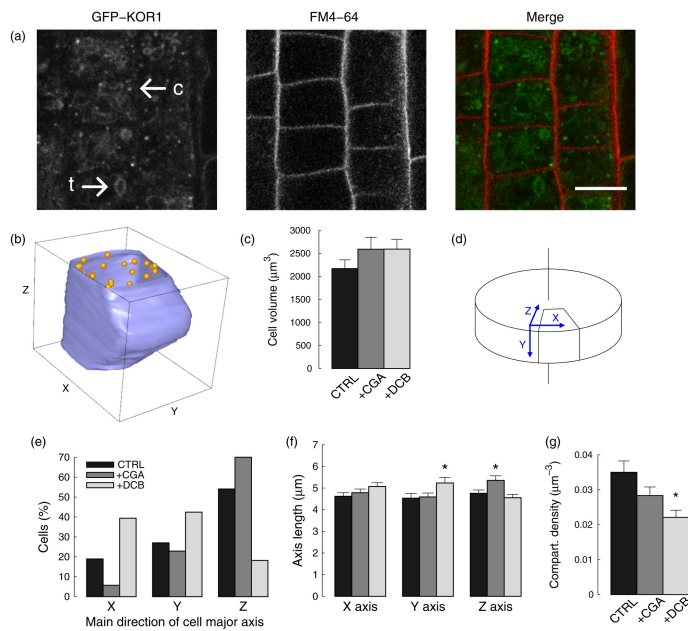 GFP–KOR1 FM4–64 Merge
(a)
c
t
(b) (c) (d)
Z
X
Y
Cell volume (μm³)
3000
2500
2000
1500
1000
500
0
CTRL +CGA +DCB
Z
X
Y
(e) (f) (g)
Cells (%)
70
60
50
40
30
20
10
0
CTRL
+CGA
+DCB
X Y Z
Main direction of cell major axis
Axis length (μm)
7
6
5
4
3
2
1
0
* *
X axis Y axis Z axis
Compart. density (μm⁻³)
0.04
0.03
0.02
0.01
0.00
*
CTRL +CGA +DCB